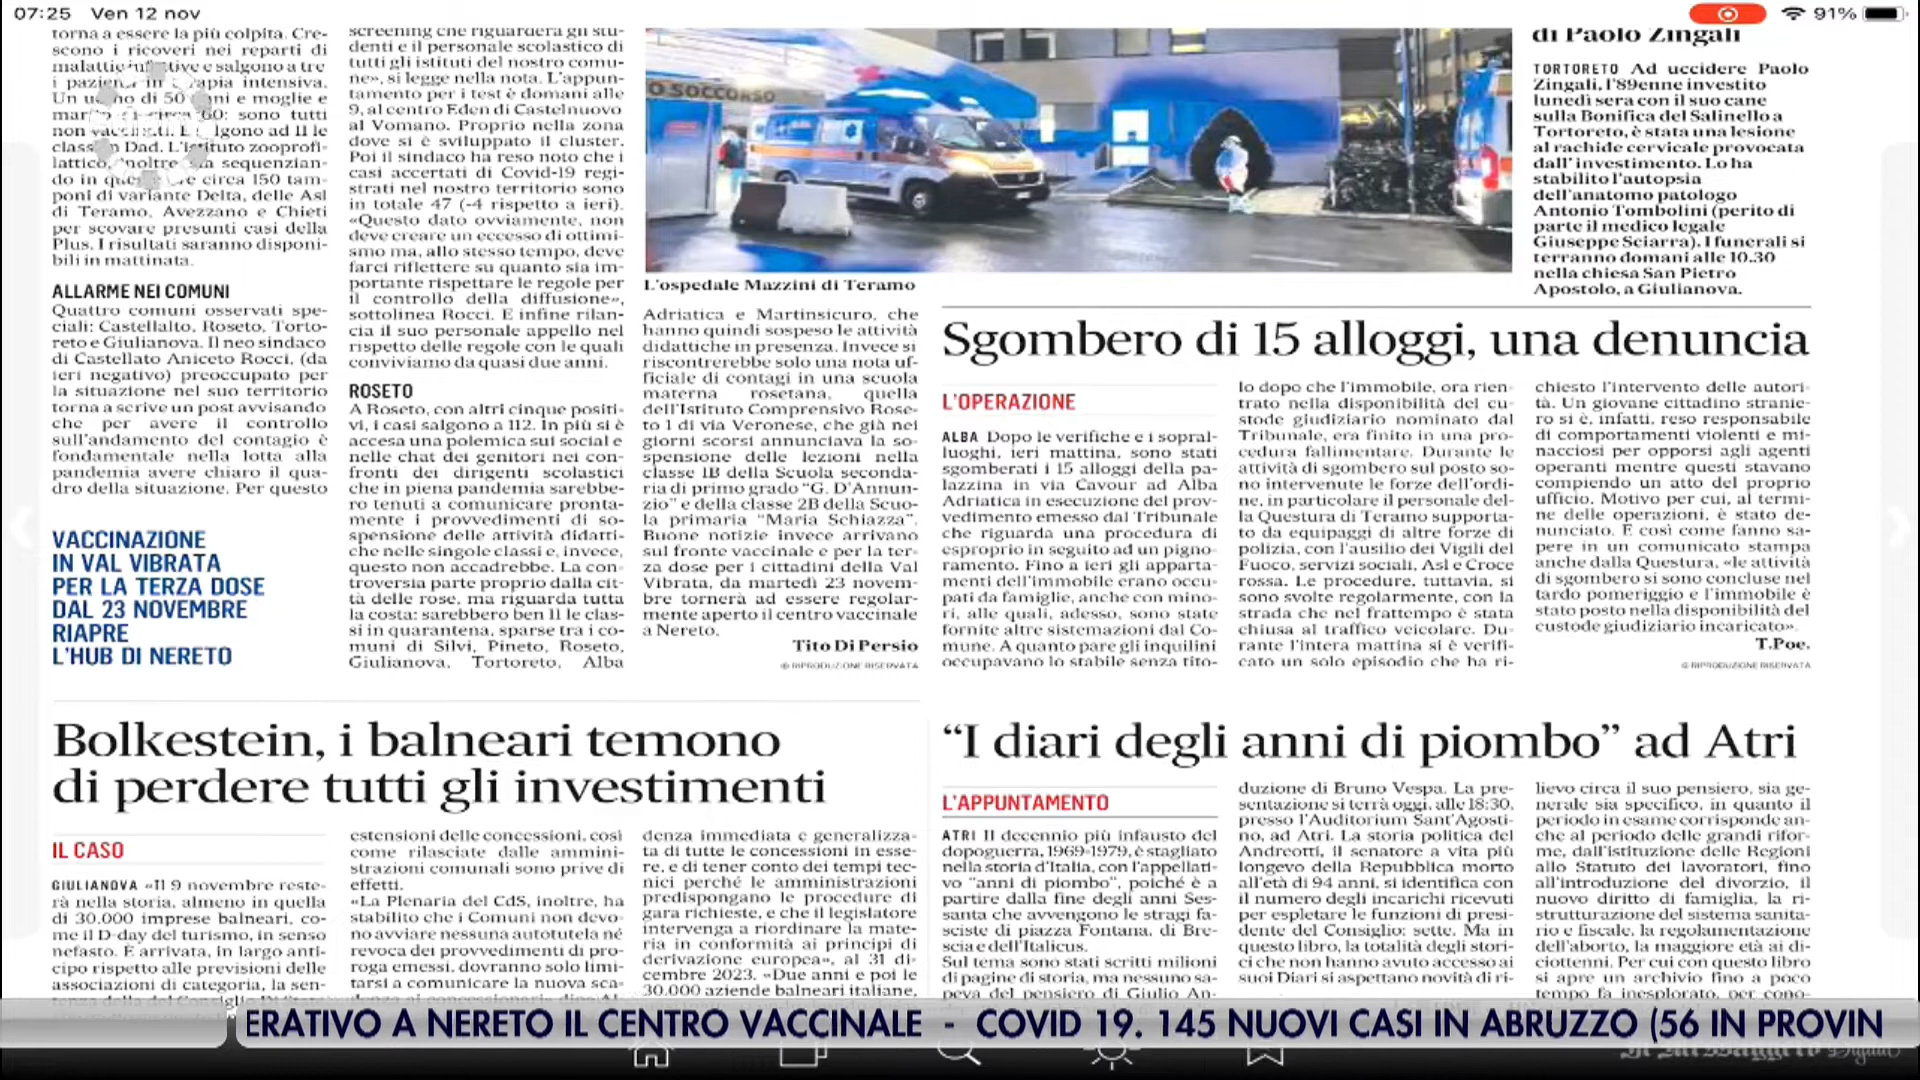 07:25 Ven 12 nov
91%
torna a essere la più colpita. Cre-
scono i ricoveri nei reparti di
malattie infettive e salgono a tre
i pazienti in terapia intensiva.
Un uomo di 50 anni e moglie e
marito di circa 60: sono tutti
non vaccinati. E salgono ad 11 le
classi in Dad. L'istituto zooprofi-
lattico, inoltre sta sequenzian-
do in queste ore circa 150 tam-
poni di variante Delta, delle Asl
di Teramo, Avezzano e Chieti
per scovare presunti casi della
Plus. I risultati saranno disponi-
bili in mattinata.
ALLARME NEI COMUNI
Quattro comuni osservati spe-
ciali: Castellalto, Roseto, Torto-
reto e Giulianova. Il neo sindaco
di Castellato Aniceto Rocci, (da
ieri negativo) preoccupato per
la situazione nel suo territorio
torna a scrive un post avvisando
che per avere il controllo
sull'andamento del contagio è
fondamentale nella lotta alla
pandemia avere chiaro il qua-
dro della situazione. Per questo
VACCINAZIONE
IN VAL VIBRATA
PER LA TERZA DOSE
DAL 23 NOVEMBRE
RIAPRE
L'HUB DI NERETO
screening che riguarderà gli stu-
denti e il personale scolastico di
tutti gli istituti del nostro comu-
ne», si legge nella nota. L'appun-
tamento per i test è domani alle
9, al centro Eden di Castelnuovo
al Vomano. Proprio nella zona
dove si è sviluppato il cluster.
Poi il sindaco ha reso noto che i
casi accertati di Covid-19 regi-
strati nel nostro territorio sono
in totale 47 (-4 rispetto a ieri).
«Questo dato ovviamente, non
deve creare un eccesso di ottimi-
smo ma, allo stesso tempo, deve
farci riflettere su quanto sia im-
portante rispettare le regole per
il controllo della diffusione»,
sottolinea Rocci. E infine rilan-
cia il suo personale appello nel
rispetto delle regole con le quali
conviviamo da quasi due anni.
ROSETO
A Roseto, con altri cinque positi-
vi, i casi salgono a 112. In più si è
accesa una polemica sui social e
nelle chat dei genitori nei con-
fronti dei dirigenti scolastici
che in piena pandemia sarebbe-
ro tenuti a comunicare pronta-
mente i provvedimenti di so-
spensione delle attività didatti-
che nelle singole classi e, invece,
questo non accadrebbe. La con-
troversia parte proprio dalla cit-
tà delle rose, ma riguarda tutta
la costa: sarebbero ben 11 le clas-
si in quarantena, sparse tra i co-
muni di Silvi, Pineto, Roseto,
Giulianova, Tortoreto, Alba
O SOCCORSO
L'ospedale Mazzini di Teramo
Adriatica e Martinsicuro, che
hanno quindi sospeso le attività
didattiche in presenza. Invece si
riscontrerebbe solo una nota uf-
ficiale di contagi in una scuola
materna rosetana, quella
dell'Istituto Comprensivo Rose-
to 1 di via Veronese, che già nei
giorni scorsi annunciava la so-
spensione delle lezioni nella
classe 1B della Scuola seconda-
ria di primo grado "G. D'Annun-
zio" e della classe 2B della Scuo-
la primaria "Maria Schiazza".
Buone notizie invece arrivano
sul fronte vaccinale e per la ter-
za dose per i cittadini della Val
Vibrata, da martedì 23 novem-
bre tornerà ad essere regolar-
mente aperto il centro vaccinale
a Nereto.
Tito Di Persio
© RIPRODUZIONE RISERVATA
di Paolo Zingali
TORTORETO Ad uccidere Paolo
Zingali, l'89enne investito
lunedì sera con il suo cane
sulla Bonifica del Salinello a
Tortoreto, è stata una lesione
al rachide cervicale provocata
dall'investimento. Lo ha
stabilito l'autopsia
dell'anatomo patologo
Antonio Tombolini (perito di
parte il medico legale
Giuseppe Sciarra). I funerali si
terranno domani alle 10.30
nella chiesa San Pietro
Apostolo, a Giulianova.
Sgombero di 15 alloggi, una denuncia
L'OPERAZIONE
ALBA Dopo le verifiche e i sopral-
luoghi, ieri mattina, sono stati
sgomberati i 15 alloggi della pa-
lazzina in via Cavour ad Alba
Adriatica in esecuzione del prov-
vedimento emesso dal Tribunale
che riguarda una procedura di
esproprio in seguito ad un pigno-
ramento. Fino a ieri gli apparta-
menti dell'immobile erano occu-
pati da famiglie, anche con mino-
ri, alle quali, adesso, sono state
fornite altre sistemazioni dal Co-
mune. A quanto pare gli inquilini
occupavano lo stabile senza tito-
lo dopo che l'immobile, ora rien-
trato nella disponibilità del cu-
stode giudiziario nominato dal
Tribunale, era finito in una pro-
cedura fallimentare. Durante le
attività di sgombero sul posto so-
no intervenute le forze dell'ordi-
ne, in particolare il personale del-
la Questura di Teramo supporta-
to da equipaggi di altre forze di
polizia, con l'ausilio dei Vigili del
Fuoco, servizi sociali, Asl e Croce
rossa. Le procedure, tuttavia, si
sono svolte regolarmente, con la
strada che nel frattempo è stata
chiusa al traffico veicolare. Du-
rante l'intera mattina si è verifi-
cato un solo episodio che ha ri-
chiesto l'intervento delle autori-
tà. Un giovane cittadino stranie-
ro si è, infatti, reso responsabile
di comportamenti violenti e mi-
nacciosi per opporsi agli agenti
operanti mentre questi stavano
compiendo un atto del proprio
ufficio. Motivo per cui, al termi-
ne delle operazioni, è stato de-
nunciato. E così come fanno sa-
pere in un comunicato stampa
anche dalla Questura, «le attività
di sgombero si sono concluse nel
tardo pomeriggio e l'immobile è
stato posto nella disponibilità del
custode giudiziario incaricato».
T.Poe.
© RIPRODUZIONE RISERVATA
Bolkestein, i balneari temono
di perdere tutti gli investimenti
IL CASO
GIULIANOVA «Il 9 novembre reste-
rà nella storia, almeno in quella
di 30.000 imprese balneari, co-
me il D-day del turismo, in senso
nefasto. È arrivata, in largo anti-
cipo rispetto alle previsioni delle
associazioni di categoria, la sen-
tenza della del Consiglio Di Stato
estensioni delle concessioni, così
come rilasciate dalle ammini-
strazioni comunali sono prive di
effetti.
«La Plenaria del CdS, inoltre, ha
stabilito che i Comuni non devo-
no avviare nessuna autotutela né
revoca dei provvedimenti di pro-
roga emessi, dovranno solo limi-
tarsi a comunicare la nuova sca-
denza immediata e generalizza-
ta di tutte le concessioni in esse-
re, e di tener conto dei tempi tec-
nici perché le amministrazioni
predispongano le procedure di
gara richieste, e che il legislatore
intervenga a riordinare la mate-
ria in conformità ai principi di
derivazione europea», al 31 di-
cembre 2023. «Due anni e poi le
30.000 aziende balneari italiane,
"I diari degli anni di piombo" ad Atri
L'APPUNTAMENTO
ATRI Il decennio più infausto del
dopoguerra, 1969-1979, è stagliato
nella storia d'Italia, con l'appellati-
vo "anni di piombo", poiché è a
partire dalla fine degli anni Ses-
santa che avvengono le stragi fa-
sciste di piazza Fontana, di Bre-
scia e dell'Italicus.
Sul tema sono stati scritti milioni
di pagine di storia, ma nessuno sa-
peva del pensiero di Giulio An-
duzione di Bruno Vespa. La pre-
sentazione si terrà oggi, alle 18:30,
presso l'Auditorium Sant'Agosti-
no, ad Atri. La storia politica del
Andreotti, il senatore a vita più
longevo della Repubblica morto
all'età di 94 anni, si identifica con
il numero degli incarichi ricevuti
per espletare le funzioni di presi-
dente del Consiglio: sette. Ma in
questo libro, la totalità degli stori-
ci che non hanno avuto accesso ai
suoi Diari si aspettano novità di ri-
lievo circa il suo pensiero, sia ge-
nerale sia specifico, in quanto il
periodo in esame corrisponde an-
che al periodo delle grandi rifor-
me, dall'istituzione delle Regioni
allo Statuto dei lavoratori, fino
all'introduzione del divorzio, il
nuovo diritto di famiglia, la ri-
strutturazione del sistema sanita-
rio e fiscale, la regolamentazione
dell'aborto, la maggiore età ai di-
ciottenni. Per cui con questo libro
si apre un archivio fino a poco
tempo fa inesplorato, per cono-
ERATIVO A NERETO IL CENTRO VACCINALE - COVID 19. 145 NUOVI CASI IN ABRUZZO (56 IN PROVIN